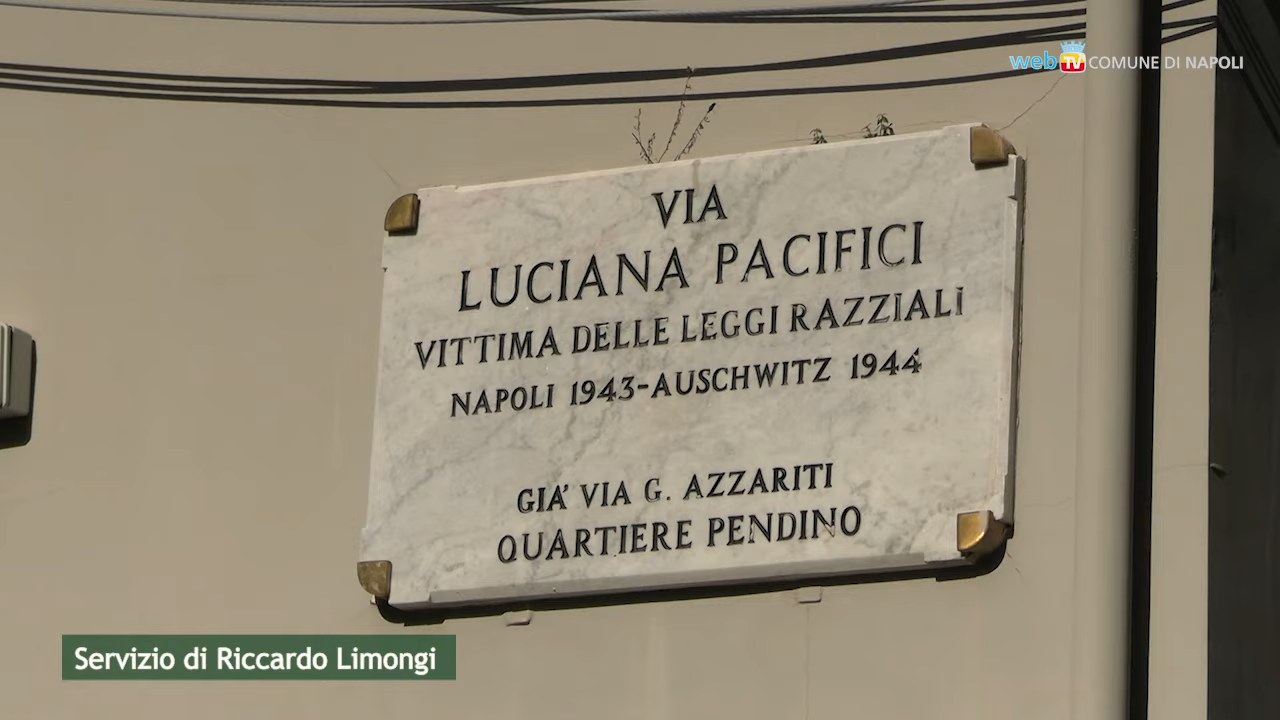 web TV COMUNE DI NAPOLI
VIA
LUCIANA PACIFICI
VITTIMA DELLE LEGGI RAZZIALI
NAPOLI 1943-AUSCHWITZ 1944
GIA' VIA G. AZZARITI
QUARTIERE PENDINO
Servizio di Riccardo Limongi